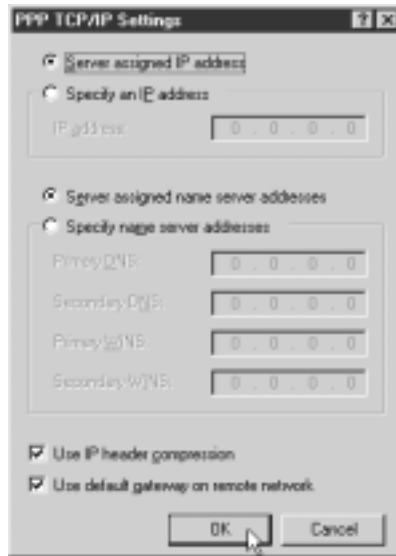 PPP TCP/IP Settings
Server assigned IP address
Specify an IP address
IP address: 0 . 0 . 0 . 0
Server assigned name server addresses
Specify name server addresses
Primary DNS: 0 . 0 . 0 . 0
Secondary DNS: 0 . 0 . 0 . 0
Primary WINS: 0 . 0 . 0 . 0
Secondary WINS: 0 . 0 . 0 . 0
Use IP header compression
Use default gateway on remote network
OK Cancel